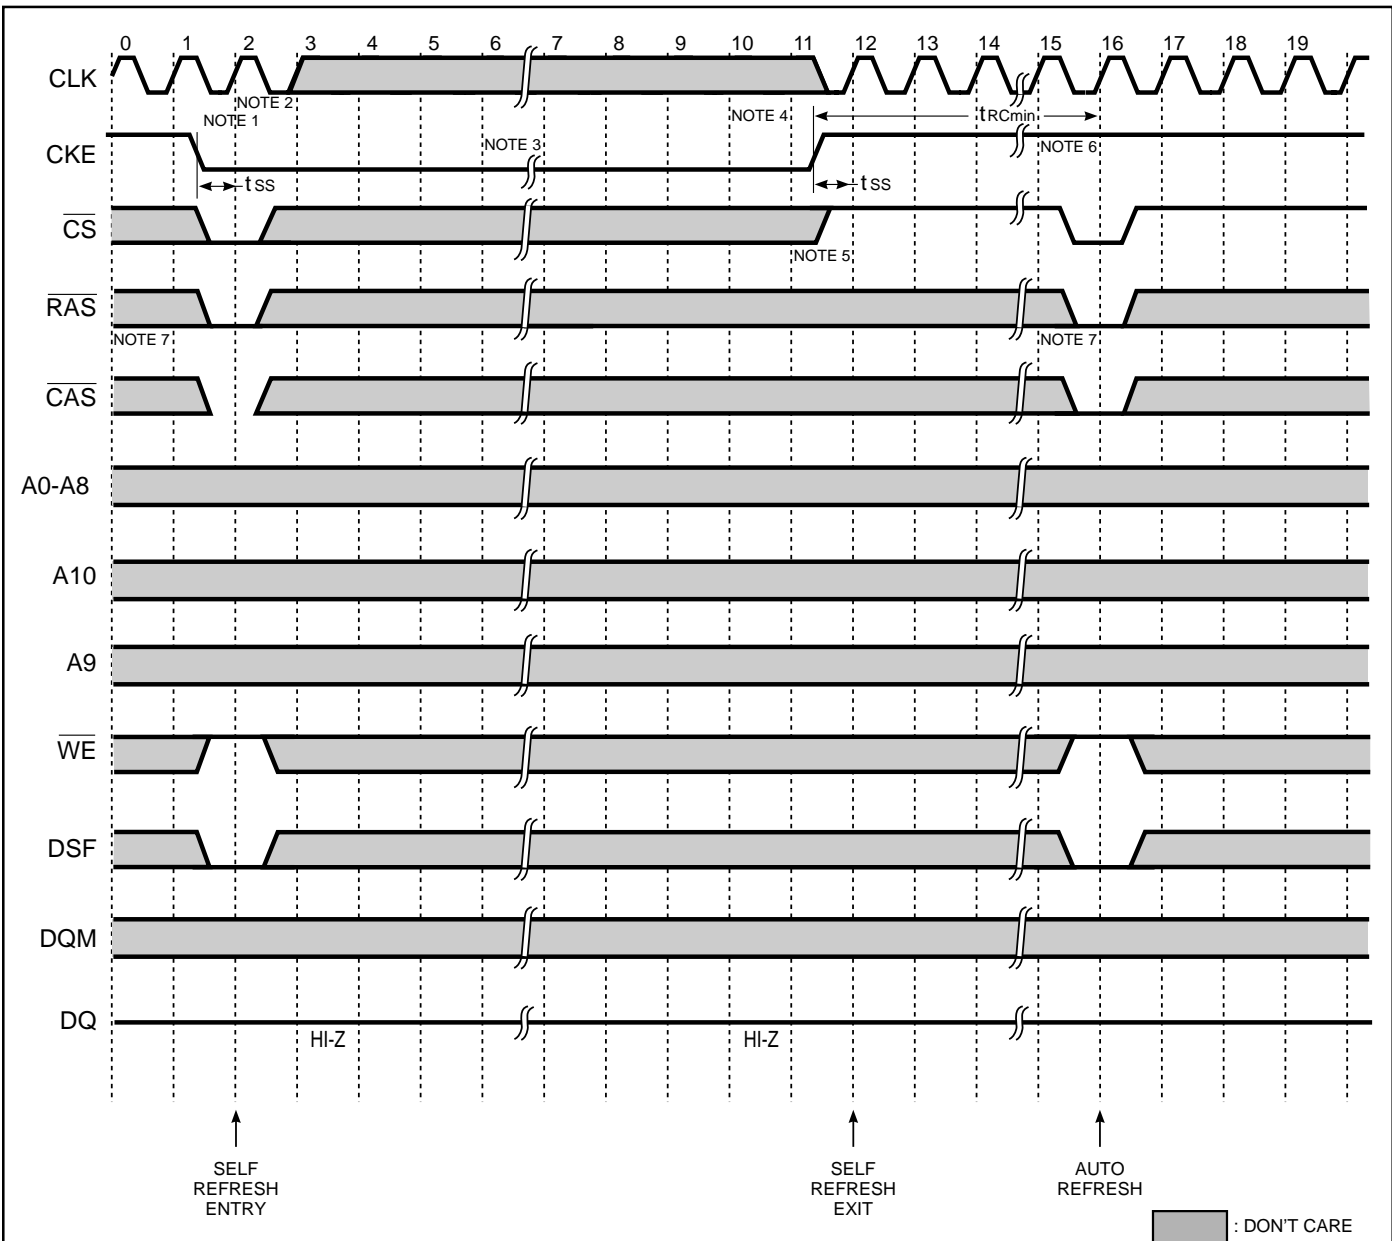 0 1 2 3 4 5 6 7 8 9 10 11 12 13 14 15 16 17 18 19
CLK
NOTE 2
NOTE 1
NOTE 4
tRCmin
CKE
NOTE 3
NOTE 6
tSS
tSS
CS
NOTE 5
RAS
NOTE 7
NOTE 7
CAS
A0-A8
A10
A9
WE
DSF
DQM
DQ
HI-Z
HI-Z
SELF
REFRESH
ENTRY
SELF
REFRESH
EXIT
AUTO
REFRESH
: DON'T CARE